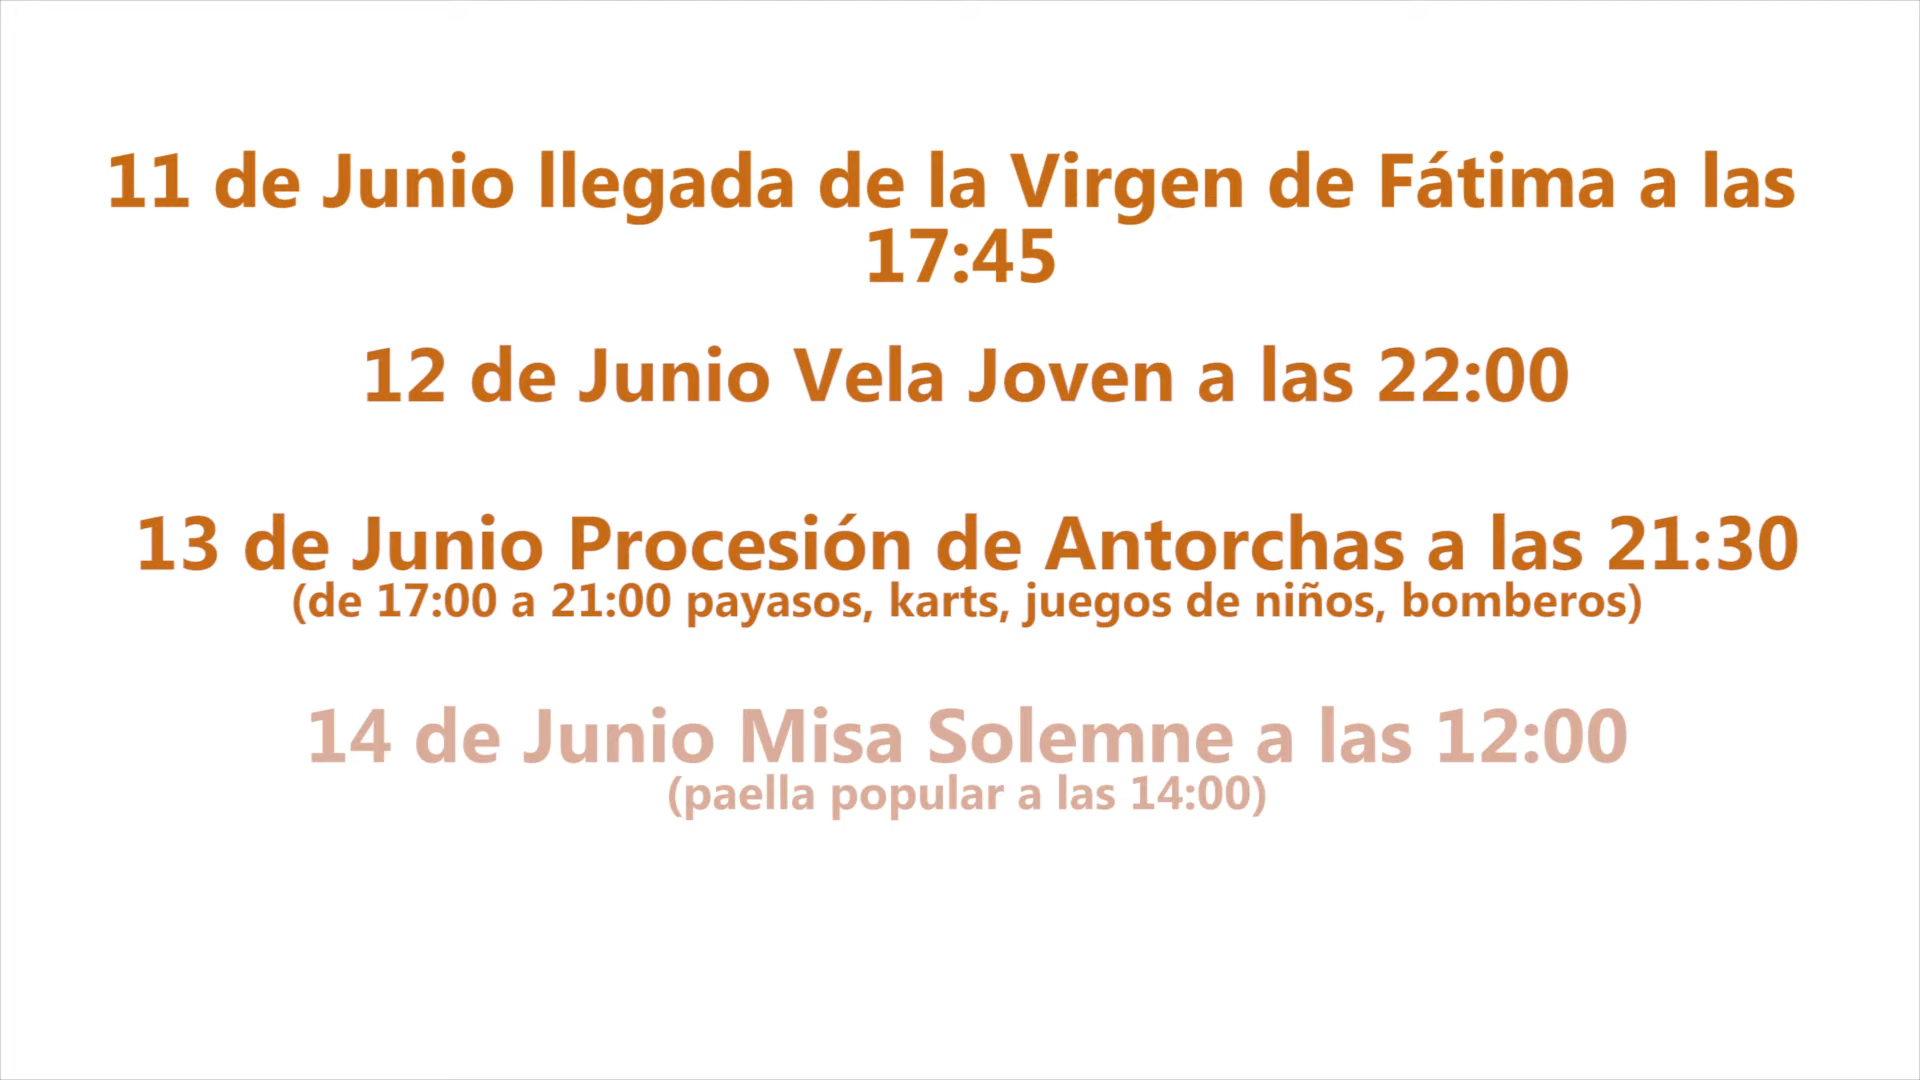 11 de Junio llegada de la Virgen de Fátima a las
17:45
12 de Junio Vela Joven a las 22:00
13 de Junio Procesión de Antorchas a las 21:30
(de 17:00 a 21:00 payasos, karts, juegos de niños, bomberos)
14 de Junio Misa Solemne a las 12:00
(paella popular a las 14:00)